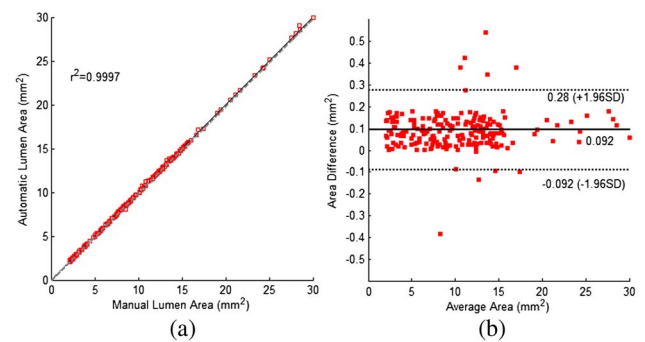 30
25
20
15
10
5
0
Automatic Lumen Area (mm²)
r²=0.9997
0 5 10 15 20 25 30
Manual Lumen Area (mm²)
(a)
0.5
0.4
0.3
0.2
0.1
0
-0.1
-0.2
-0.3
-0.4
-0.5
Area Difference (mm²)
0.28 (+1.96SD)
0.092
-0.092 (-1.96SD)
0 5 10 15 20 25 30
Average Area (mm²)
(b)